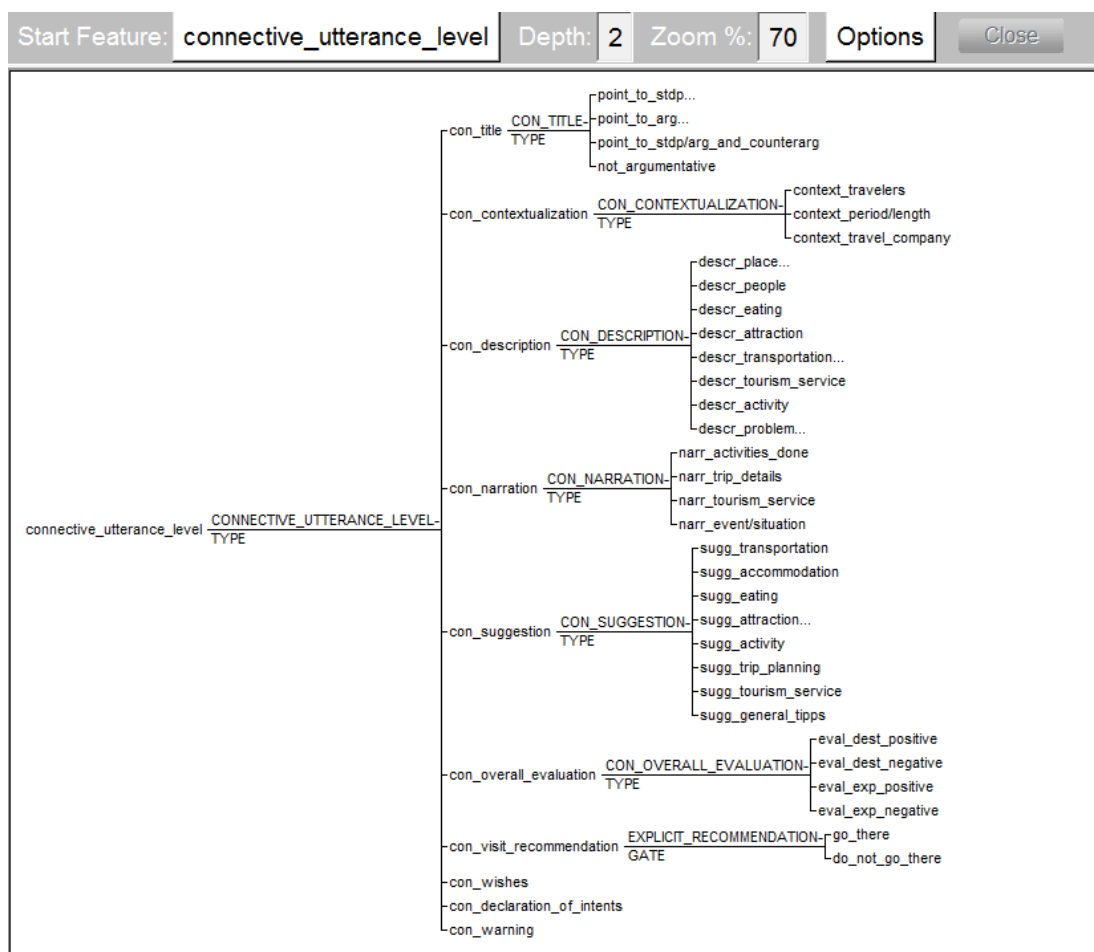 Start Feature: connective_utterance_level Depth: 2 Zoom %: 70 Options Close
point_to_stdp...
con_title CON_TITLE- point_to_arg...
TYPE point_to_stdp/arg_and_counterarg
not_argumentative
context_travelers
con_contextualization CON_CONTEXTUALIZATION- context_period/length
TYPE
context_travel_company
descr_place...
descr_people
descr_eating
con_description CON_DESCRIPTION- descr_attraction
TYPE descr_transportation...
descr_tourism_service
descr_activity
descr_problem...
narr_activities_done
con_narration CON_NARRATION- narr_trip_details
TYPE narr_tourism_service
narr_event/situation
connective_utterance_level CONNECTIVE_UTTERANCE_LEVEL-
TYPE
sugg_transportation
sugg_accommodation
sugg_eating
con_suggestion CON_SUGGESTION- sugg_attraction...
TYPE sugg_activity
sugg_trip_planning
sugg_tourism_service
sugg_general_tipps
eval_dest_positive
con_overall_evaluation CON_OVERALL_EVALUATION- eval_dest_negative
TYPE eval_exp_positive
eval_exp_negative
con_visit_recommendation EXPLICIT_RECOMMENDATION- go_there
GATE do_not_go_there
con_wishes
con_declaration_of_intents
con_warning